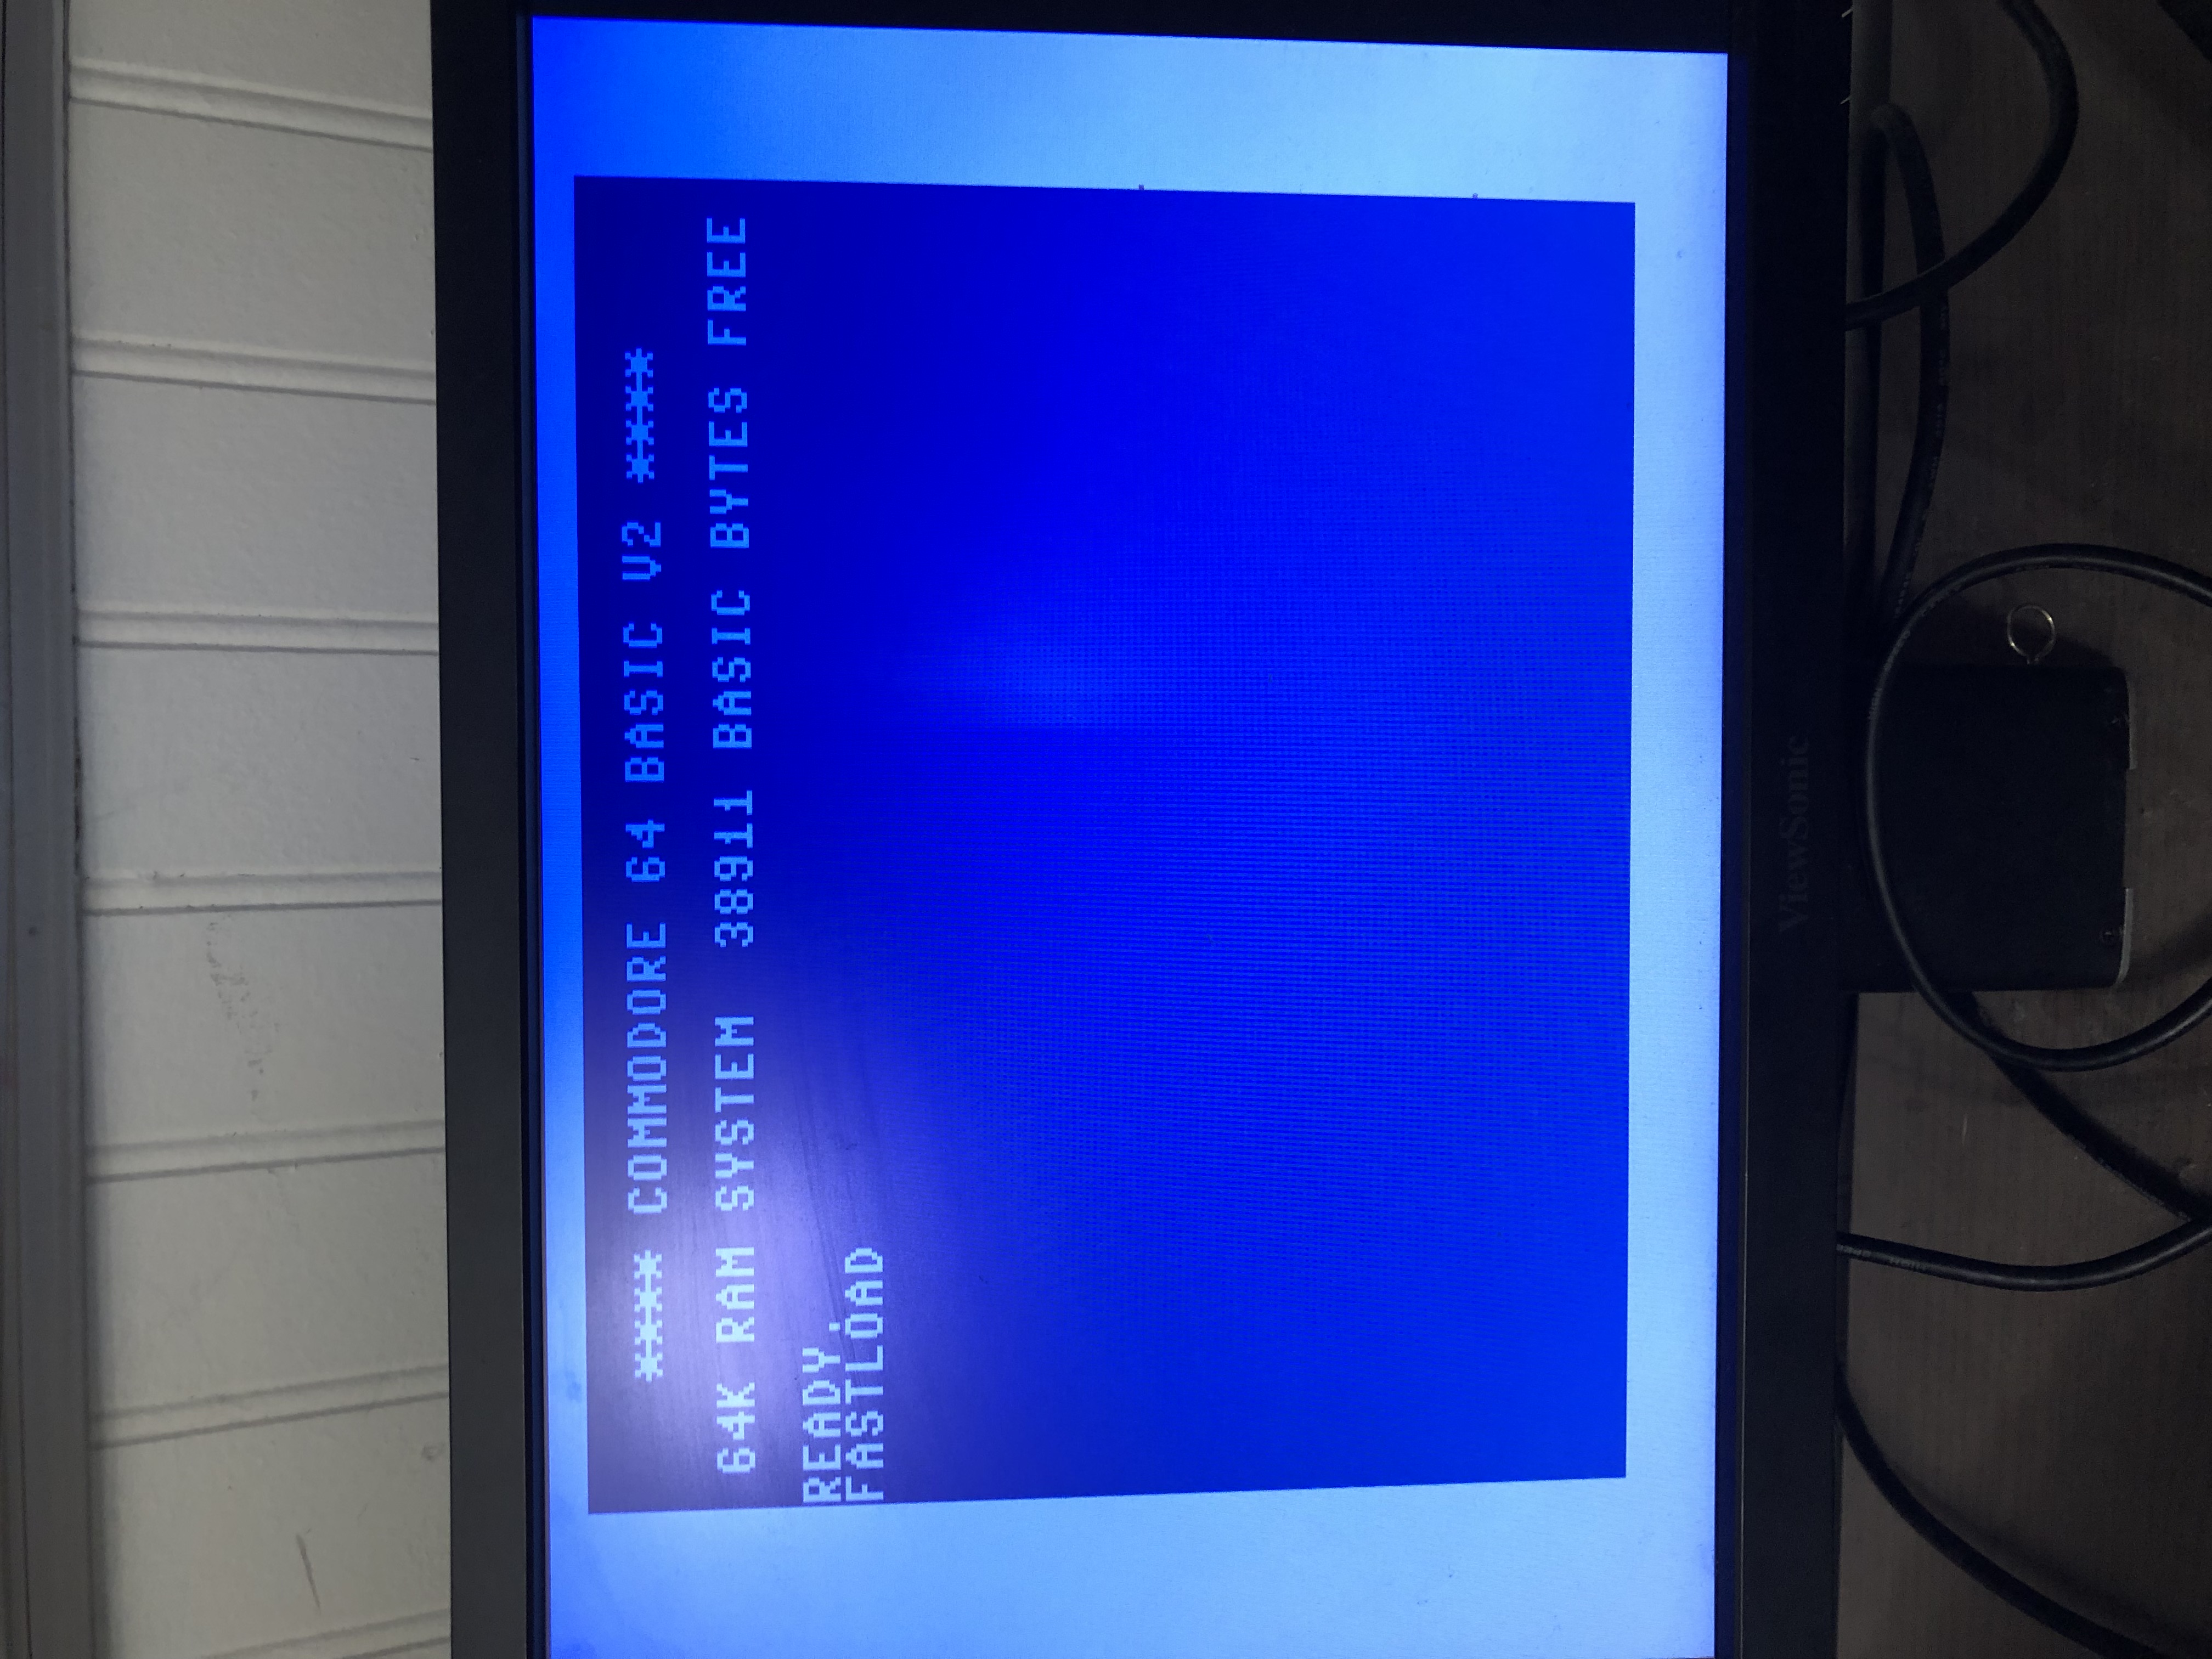 **** COMMODORE 64 BASIC V2 ****
64K RAM SYSTEM  38911 BASIC BYTES FREE
READY.
FASTLOAD
ViewSonic